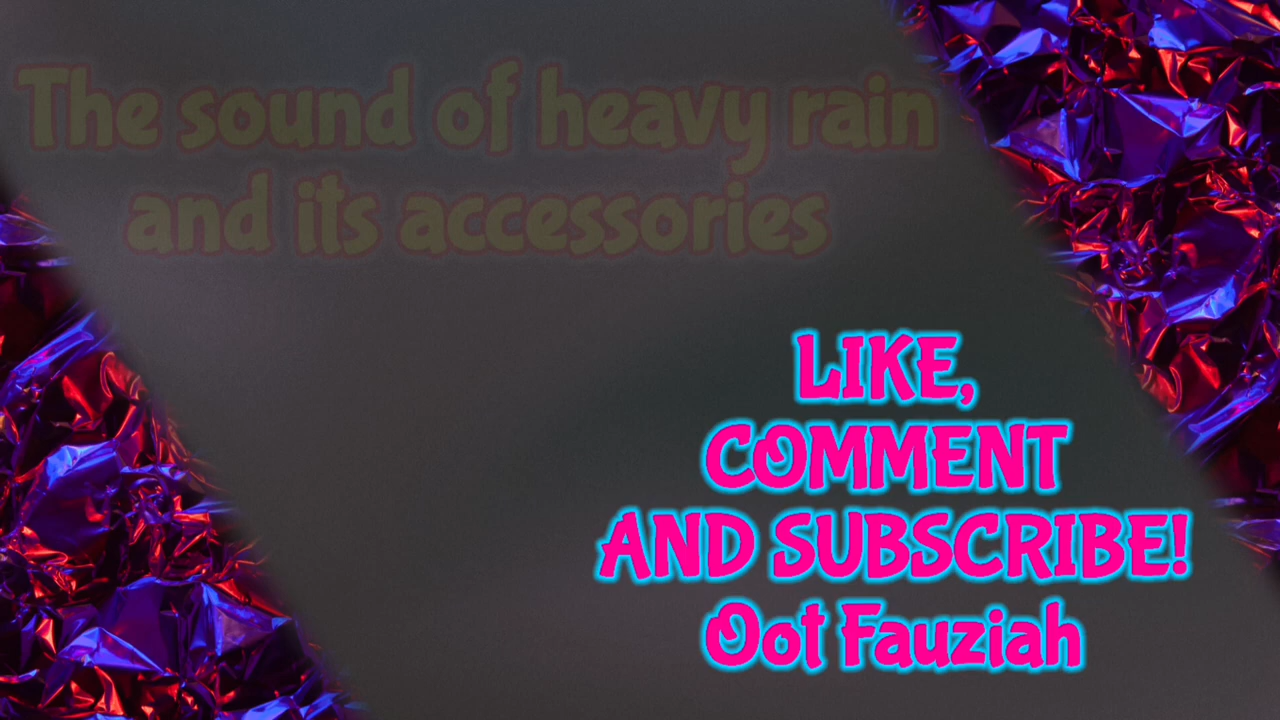 The sound of heavy rain
and its accessories
LIKE,
COMMENT
AND SUBSCRIBE!
Oot Fauziah